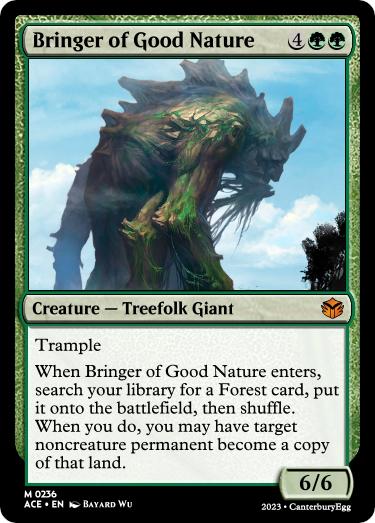 Bringer of Good Nature 4
Creature — Treefolk Giant
Trample
When Bringer of Good Nature enters,
search your library for a Forest card, put
it onto the battlefield, then shuffle.
When you do, you may have target
noncreature permanent become a copy
of that land.
6/6
M 0236
ACE • EN Bayard Wu
2023 • CanterburyEgg